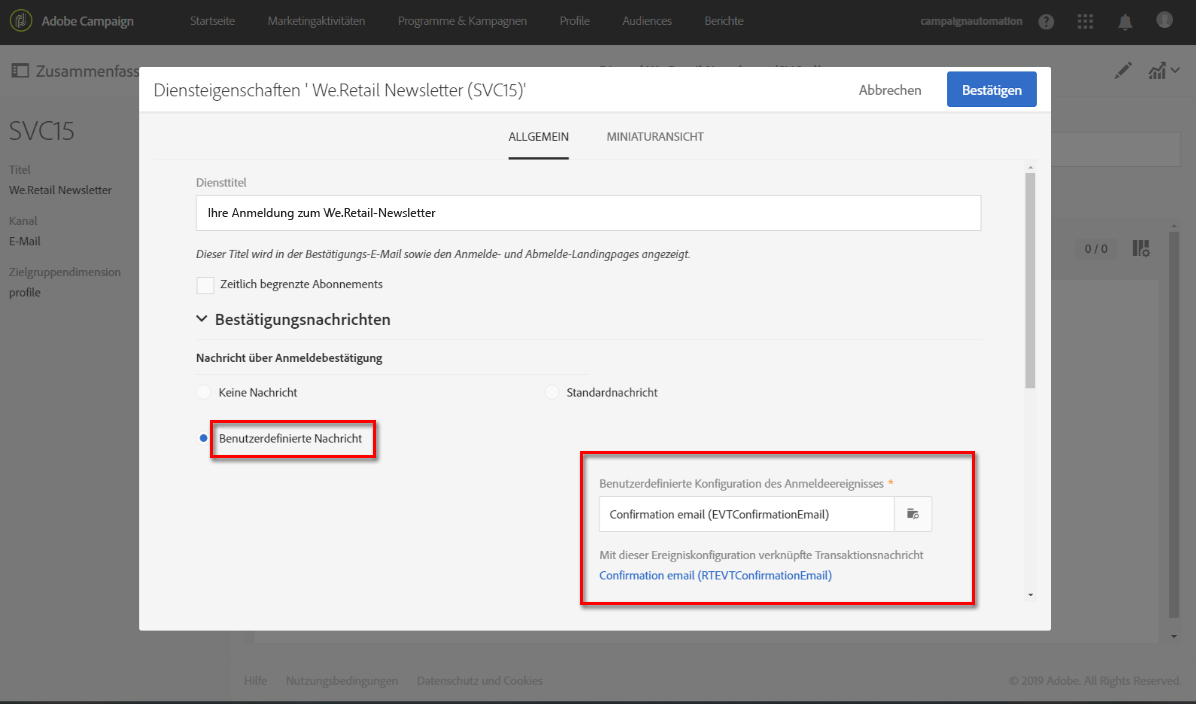 Adobe Campaign Startseite Marketingaktivitäten Programme & Kampagnen Profile Audiences Berichte campaignautomation ?
Zusammenfass
Diensteigenschaften ' We.Retail Newsletter (SVC15)' Abbrechen Bestätigen
SVC15
ALLGEMEIN MINIATURANSICHT
Titel
We.Retail Newsletter
Kanal
E-Mail
Zielgruppendimension
profile
Diensttitel
Ihre Anmeldung zum We.Retail-Newsletter
Dieser Titel wird in der Bestätigungs-E-Mail sowie den Anmelde- und Abmelde-Landingpages angezeigt.
0 / 0
Zeitlich begrenzte Abonnements
Bestätigungsnachrichten
Nachricht über Anmeldebestätigung
Keine Nachricht Standardnachricht
Benutzerdefinierte Nachricht
Benutzerdefinierte Konfiguration des Anmeldeereignisses *
Confirmation email (EVTConfirmationEmail)
Mit dieser Ereigniskonfiguration verknüpfte Transaktionsnachricht
Confirmation email (RTEVTConfirmationEmail)
Hilfe Nutzungsbedingungen Datenschutz und Cookies © 2019 Adobe. All Rights Reserved.